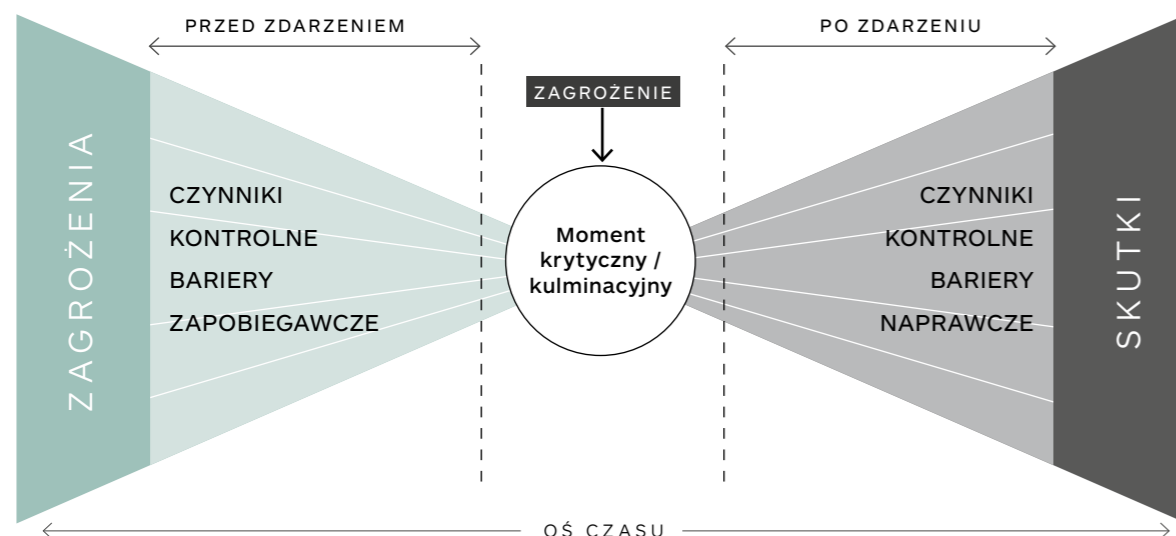 PRZED ZDARZENIEM
PO ZDARZENIU
ZAGROŻENIE
ZAGROŻENIA
CZYNNIKI
KONTROLNE
BARIERY
ZAPOBIEGAWCZE
Moment
krytyczny /
kulminacyjny
CZYNNIKI
KONTROLNE
BARIERY
NAPRAWCZE
SKUTKI
OŚ CZASU